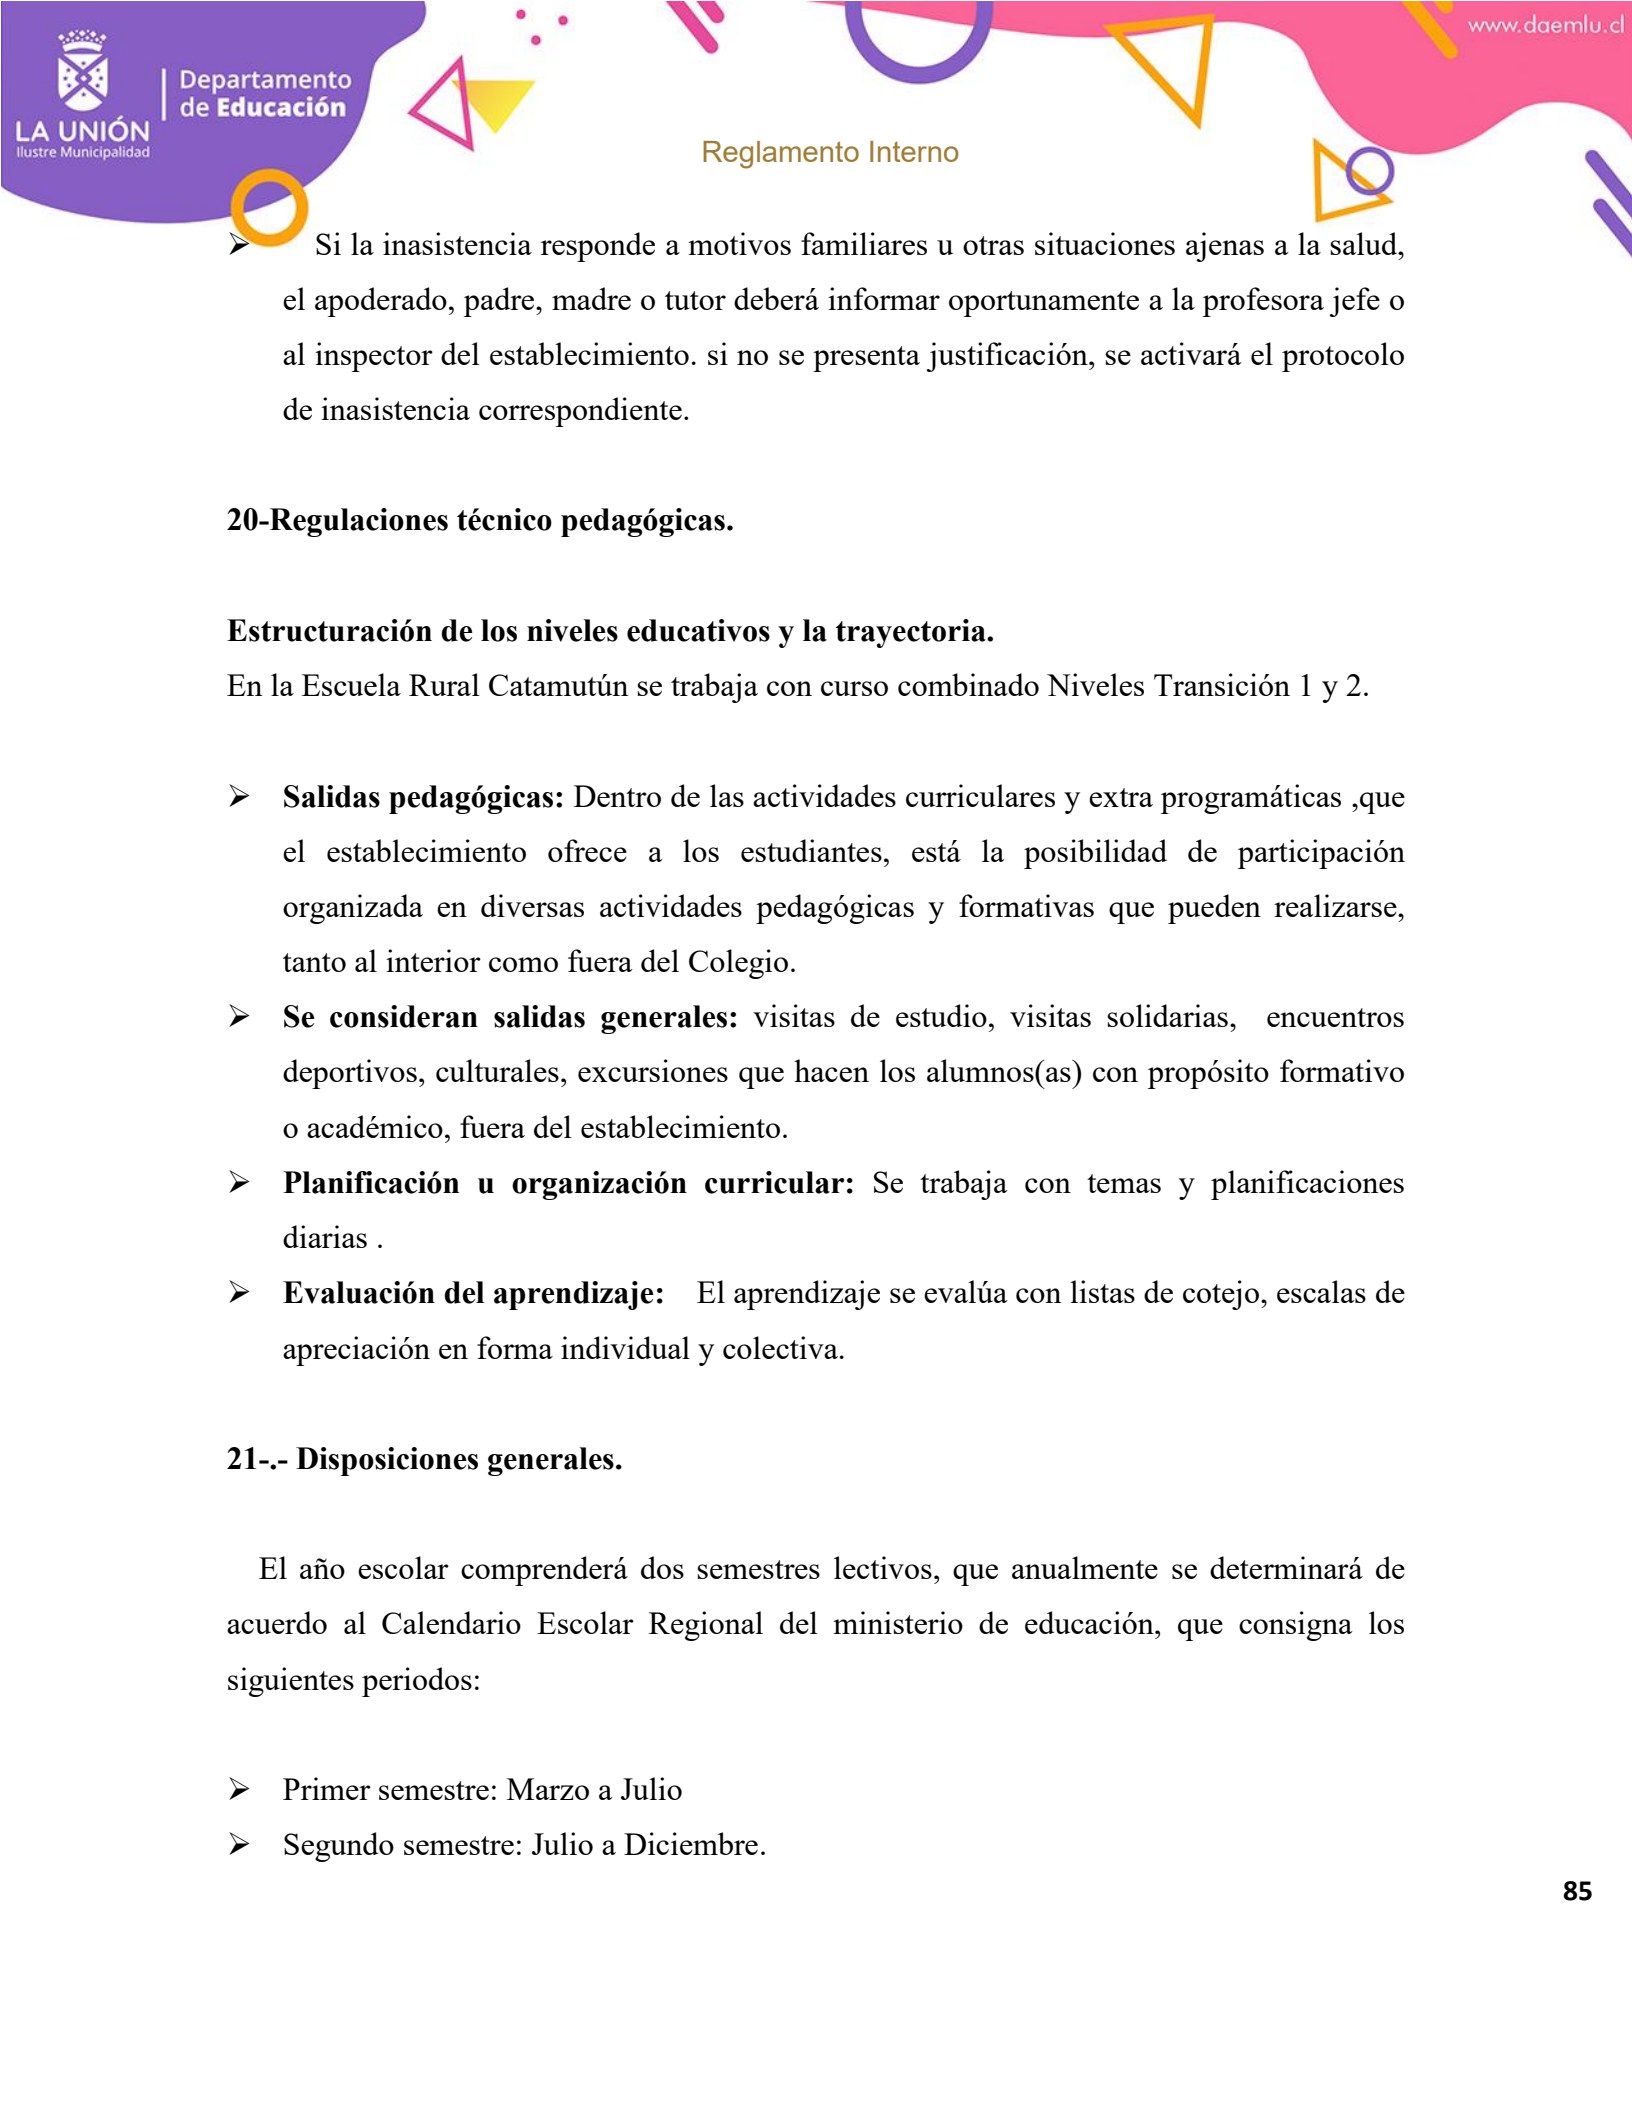 www.daemlu.cl
Departamento
de Educación
LA UNIÓN
Ilustre Municipalidad
Reglamento Interno
➢ Si la inasistencia responde a motivos familiares u otras situaciones ajenas a la salud,
el apoderado, padre, madre o tutor deberá informar oportunamente a la profesora jefe o
al inspector del establecimiento. si no se presenta justificación, se activará el protocolo
de inasistencia correspondiente.
20-Regulaciones técnico pedagógicas.
Estructuración de los niveles educativos y la trayectoria.
En la Escuela Rural Catamutún se trabaja con curso combinado Niveles Transición 1 y 2.
➢ Salidas pedagógicas: Dentro de las actividades curriculares y extra programáticas ,que
el establecimiento ofrece a los estudiantes, está la posibilidad de participación
organizada en diversas actividades pedagógicas y formativas que pueden realizarse,
tanto al interior como fuera del Colegio.
➢ Se consideran salidas generales: visitas de estudio, visitas solidarias, encuentros
deportivos, culturales, excursiones que hacen los alumnos(as) con propósito formativo
o académico, fuera del establecimiento.
➢ Planificación u organización curricular: Se trabaja con temas y planificaciones
diarias .
➢ Evaluación del aprendizaje: El aprendizaje se evalúa con listas de cotejo, escalas de
apreciación en forma individual y colectiva.
21-.- Disposiciones generales.
El año escolar comprenderá dos semestres lectivos, que anualmente se determinará de
acuerdo al Calendario Escolar Regional del ministerio de educación, que consigna los
siguientes periodos:
➢ Primer semestre: Marzo a Julio
➢ Segundo semestre: Julio a Diciembre.
85